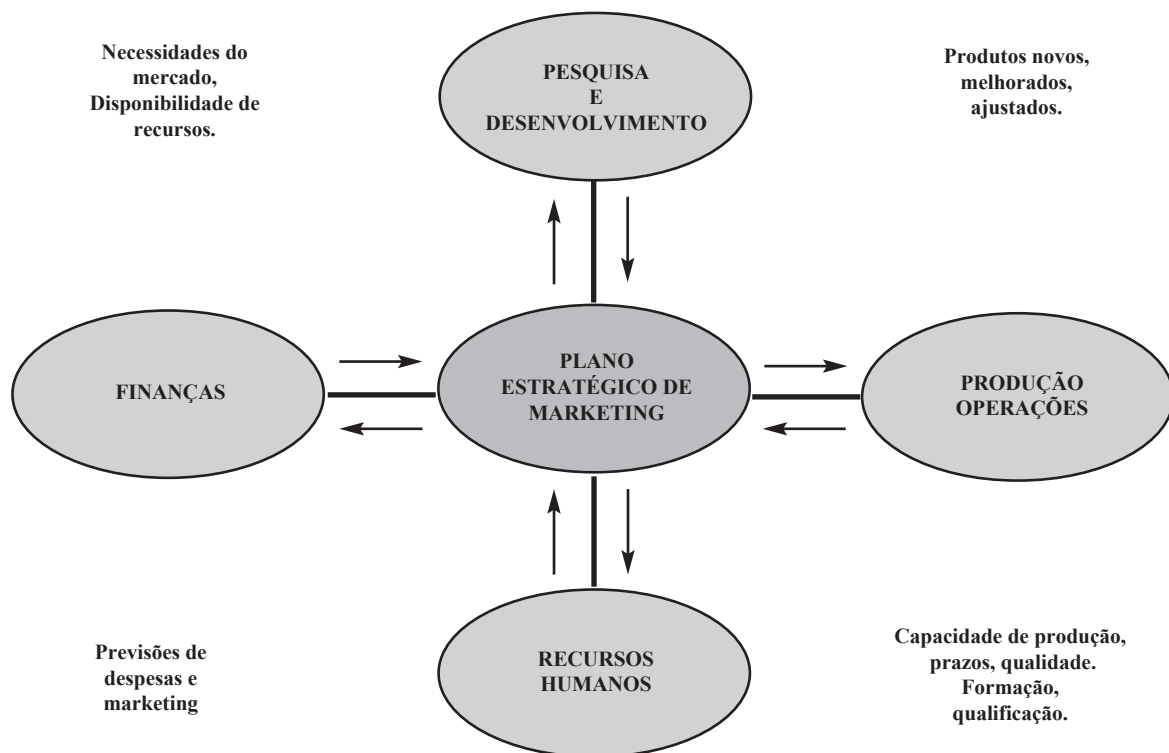 Necessidades do
mercado,
Disponibilidade de
recursos.
PESQUISA
E
DESENVOLVIMENTO
Produtos novos,
melhorados,
ajustados.
FINANÇAS
PLANO
ESTRATÉGICO DE
MARKETING
PRODUÇÃO
OPERAÇÕES
Previsões de
despesas e
marketing
RECURSOS
HUMANOS
Capacidade de produção,
prazos, qualidade.
Formação,
qualificação.